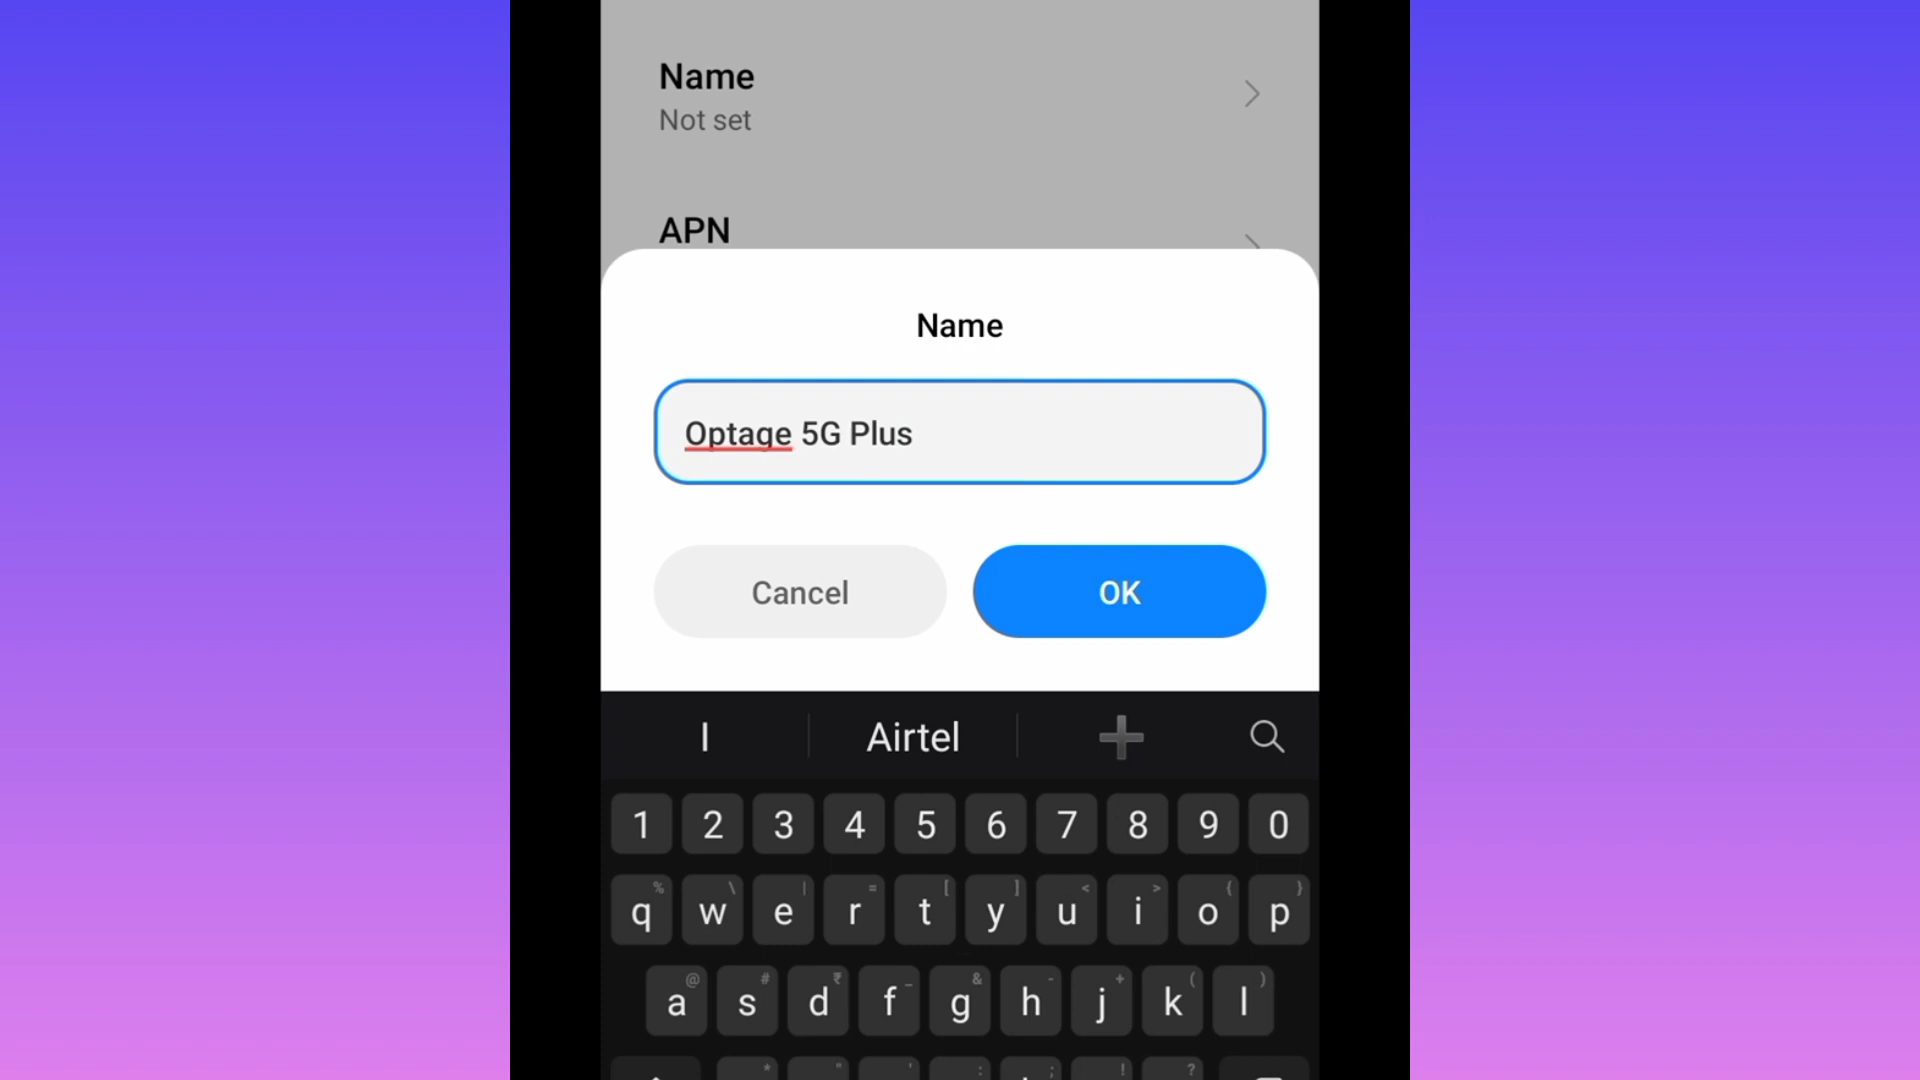 Name
Not set
APN
Name
Optage 5G Plus
Cancel
OK
I
Airtel
1 2 3 4 5 6 7 8 9 0
% \ | = [ ] < > { }
q w e r t y u i o p
@ # ₹ _ & - + ( )
a s d f g h j k l
* " ' : ; ! ?